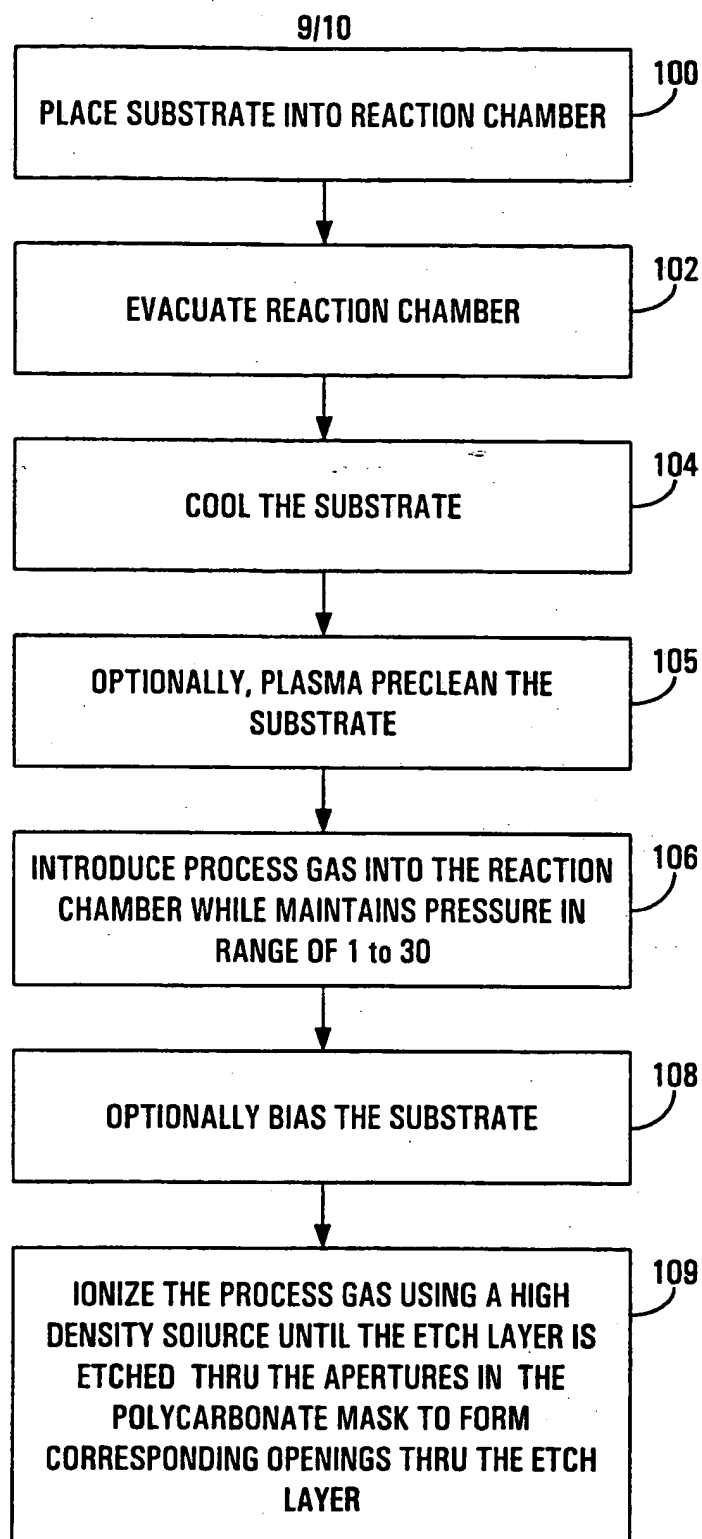 9/10
100
PLACE SUBSTRATE INTO REACTION CHAMBER
102
EVACUATE REACTION CHAMBER
104
COOL THE SUBSTRATE
105
OPTIONALLY, PLASMA PRECLEAN THE
SUBSTRATE
106
INTRODUCE PROCESS GAS INTO THE REACTION
CHAMBER WHILE MAINTAINS PRESSURE IN
RANGE OF 1 to 30
108
OPTIONALLY BIAS THE SUBSTRATE
109
IONIZE THE PROCESS GAS USING A HIGH
DENSITY SOIURCE UNTIL THE ETCH LAYER IS
ETCHED THRU THE APERTURES IN THE
POLYCARBONATE MASK TO FORM
CORRESPONDING OPENINGS THRU THE ETCH
LAYER